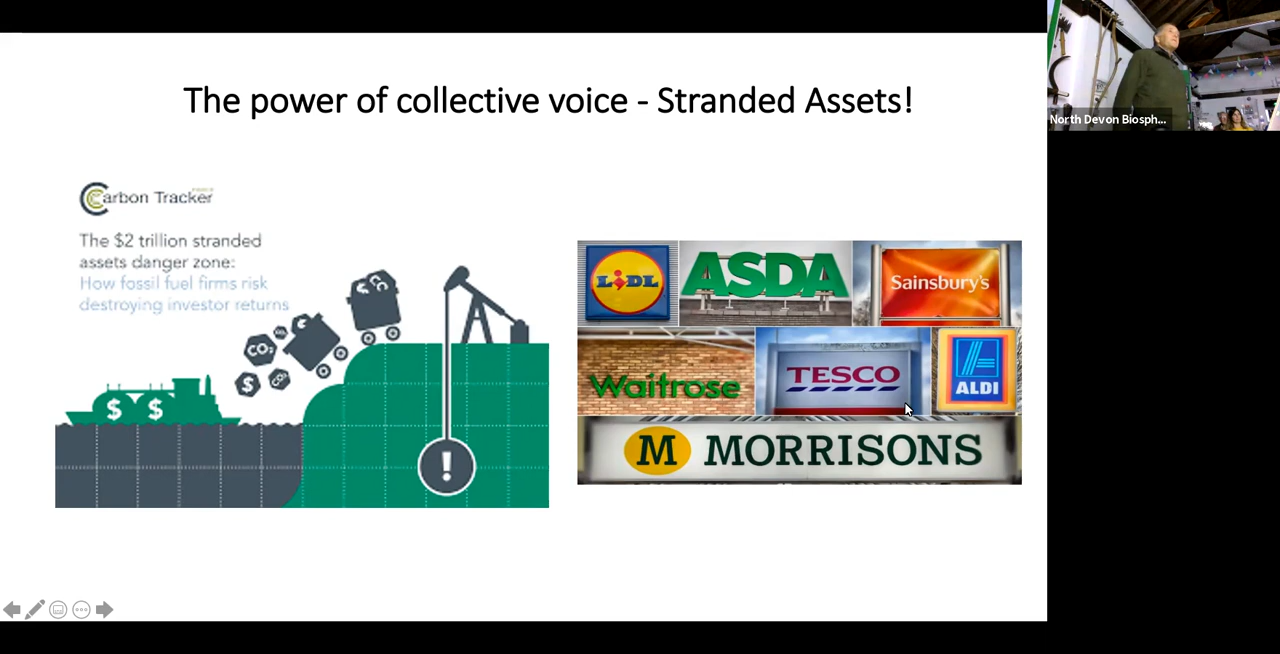 The power of collective voice - Stranded Assets!
Carbon Tracker
The $2 trillion stranded
assets danger zone:
How fossil fuel firms risk
destroying investor returns
CO₂
$
CO₂
$ $
!
LIDL
ASDA
Sainsbury's
Waitrose
TESCO
ALDI
M MORRISONS
North Devon Biosph...